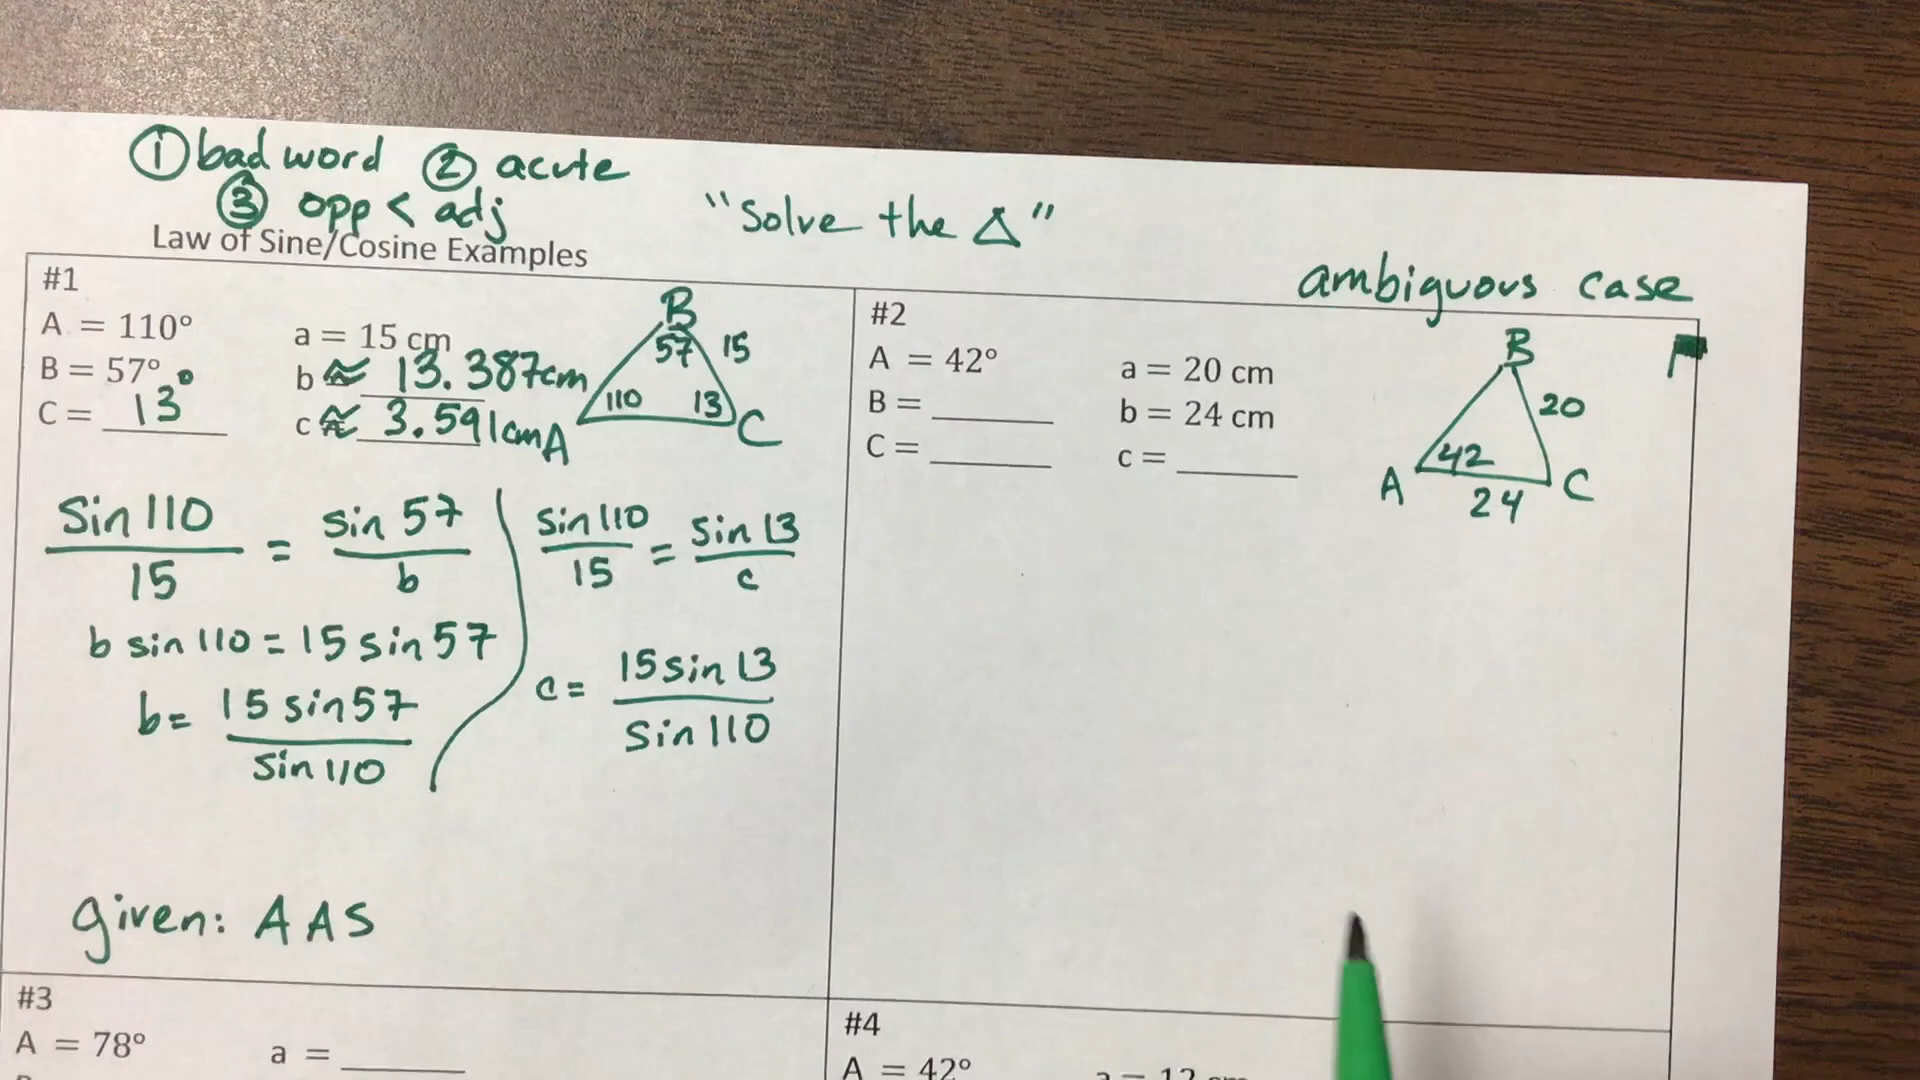 ① bad word ② acute
③ opp < adj
"Solve the △"
Law of Sine/Cosine Examples
ambiguous case
#1
A = 110°
a = 15 cm
B = 57°
b ≈ 13.387cm
C = 13°
c ≈ 3.591cm
B
57
15
110
13
A
C
sin 110 / 15 = sin 57 / b
b sin 110 = 15 sin 57
b = 15 sin 57 / sin 110
sin 110 / 15 = sin 13 / c
c = 15 sin 13 / sin 110
given: AAS
#2
A = 42°
a = 20 cm
B = ______
b = 24 cm
C = ______
c = ______
B
20
42
A
C
24
#3
A = 78°
a = ______
#4
A = 42°